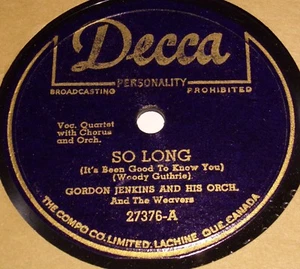 Decca
PERSONALITY
BROADCASTING PROHIBITED
Voc. Quartet
with Chorus
and Orch.
SO LONG
(It's Been Good To Know You)
(Woody Guthrie)
GORDON JENKINS AND HIS ORCH.
And The Weavers
27376-A
THE COMPO CO. LIMITED. LACHINE QUE. CANADA